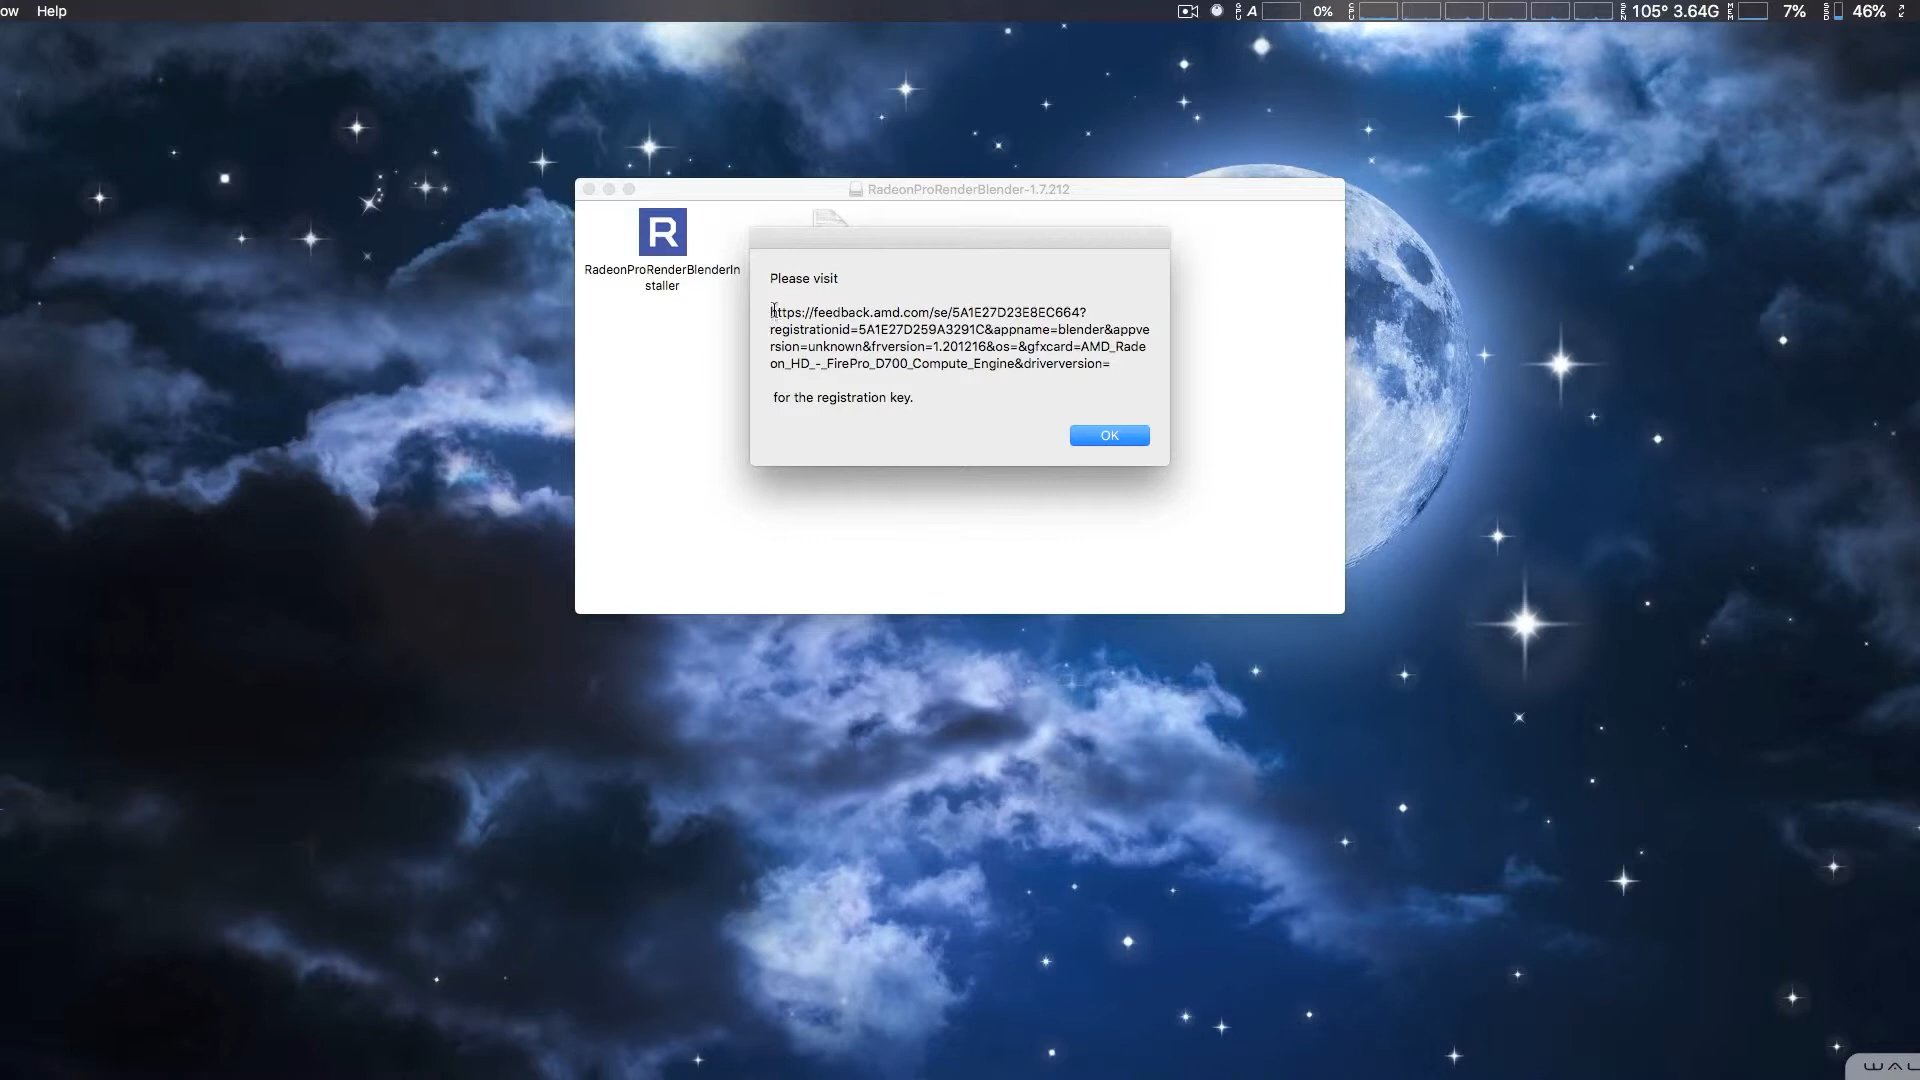 ow Help
A 0% 105° 3.64G 7% 46%
RadeonProRenderBlender-1.7.212
R
RadeonProRenderBlenderIn
staller
Please visit
https://feedback.amd.com/se/5A1E27D23E8EC664?
registrationid=5A1E27D259A3291C&appname=blender&appve
rsion=unknown&frversion=1.201216&os=&gfxcard=AMD_Rade
on_HD_-_FirePro_D700_Compute_Engine&driverversion=
for the registration key.
OK